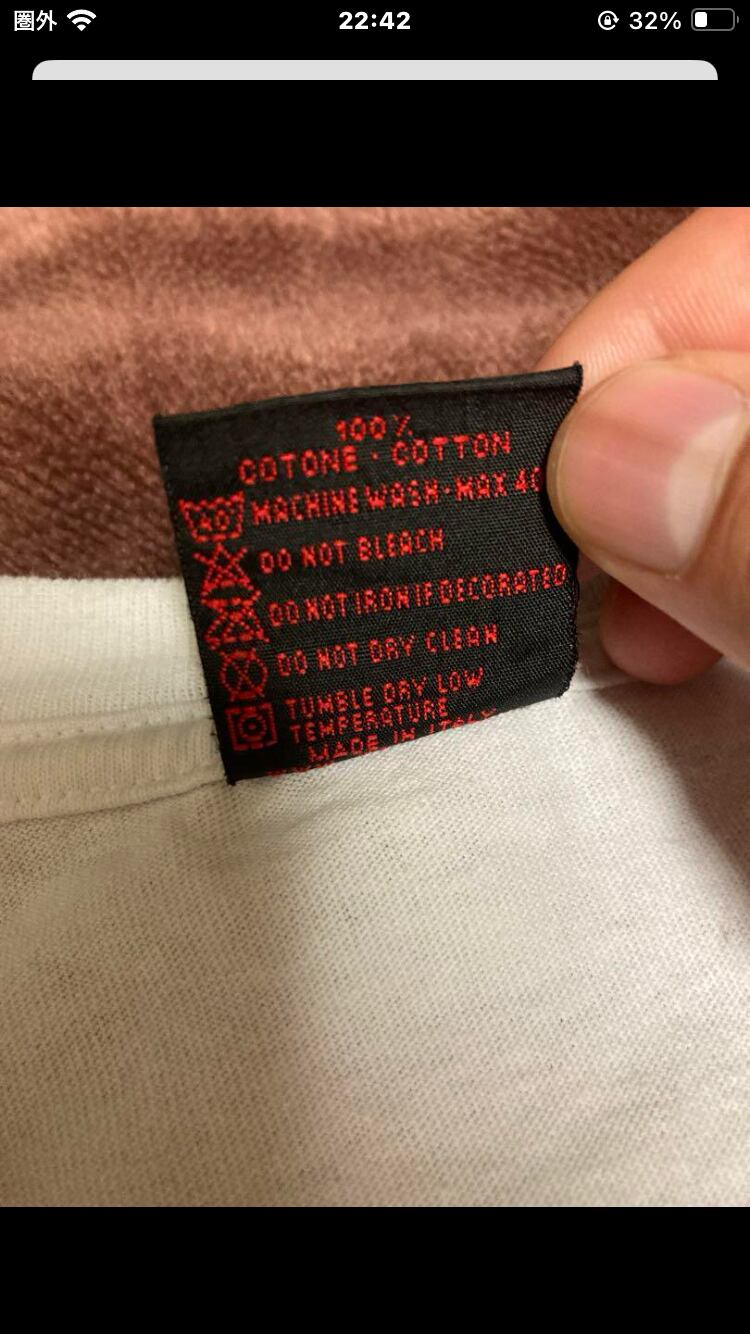 圏外 22:42 32%
100%
COTONE · COTTON
40 MACHINE WASH·MAX
DO NOT BLEACH
DO NOT IRON IF DECORATED
DO NOT DRY CLEAN
TUMBLE DRY LOW
TEMPERATURE
MADE IN ITALY